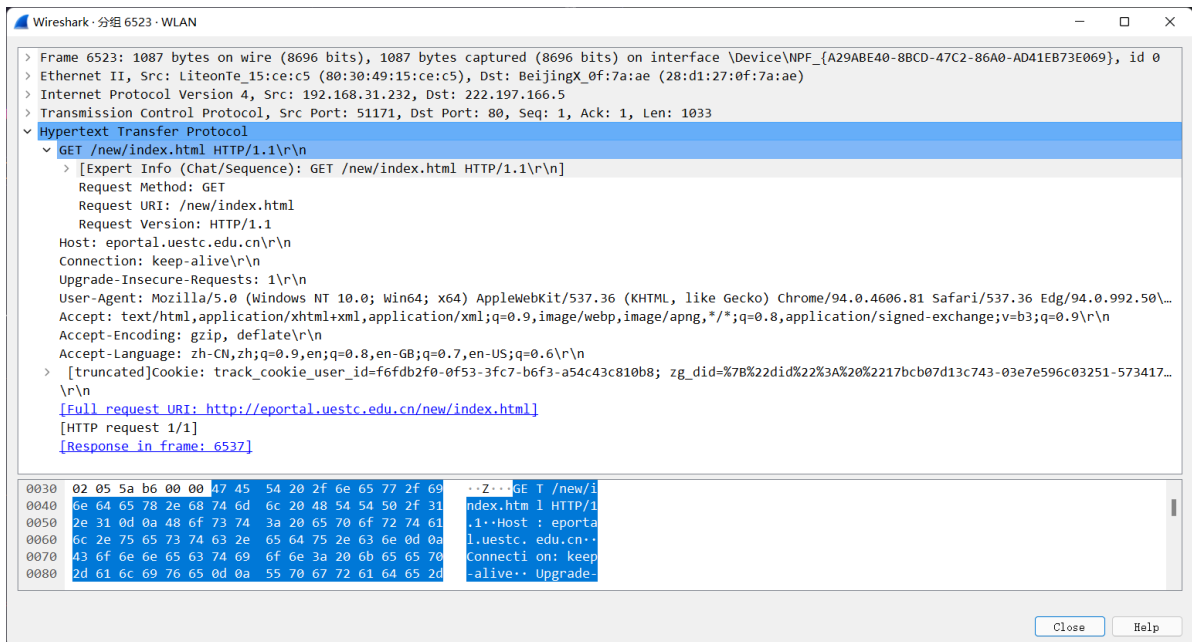 Wireshark · 分组 6523 · WLAN
Frame 6523: 1087 bytes on wire (8696 bits), 1087 bytes captured (8696 bits) on interface \Device\NPF_{A29ABE40-8BCD-47C2-86A0-AD41EB73E069}, id 0
Ethernet II, Src: LiteonTe_15:ce:c5 (80:30:49:15:ce:c5), Dst: BeijingX_0f:7a:ae (28:d1:27:0f:7a:ae)
Internet Protocol Version 4, Src: 192.168.31.232, Dst: 222.197.166.5
Transmission Control Protocol, Src Port: 51171, Dst Port: 80, Seq: 1, Ack: 1, Len: 1033
Hypertext Transfer Protocol
GET /new/index.html HTTP/1.1\r\n
[Expert Info (Chat/Sequence): GET /new/index.html HTTP/1.1\r\n]
Request Method: GET
Request URI: /new/index.html
Request Version: HTTP/1.1
Host: eportal.uestc.edu.cn\r\n
Connection: keep-alive\r\n
Upgrade-Insecure-Requests: 1\r\n
User-Agent: Mozilla/5.0 (Windows NT 10.0; Win64; x64) AppleWebKit/537.36 (KHTML, like Gecko) Chrome/94.0.4606.81 Safari/537.36 Edg/94.0.992.50\…
Accept: text/html,application/xhtml+xml,application/xml;q=0.9,image/webp,image/apng,*/*;q=0.8,application/signed-exchange;v=b3;q=0.9\r\n
Accept-Encoding: gzip, deflate\r\n
Accept-Language: zh-CN,zh;q=0.9,en;q=0.8,en-GB;q=0.7,en-US;q=0.6\r\n
[truncated]Cookie: track_cookie_user_id=f6fdb2f0-0f53-3fc7-b6f3-a54c43c810b8; zg_did=%7B%22did%22%3A%20%2217bcb07d13c743-03e7e596c03251-573417…
\r\n
[Full request URI: http://eportal.uestc.edu.cn/new/index.html]
[HTTP request 1/1]
[Response in frame: 6537]
0030 02 05 5a b6 00 00 47 45 54 20 2f 6e 65 77 2f 69 ··Z···GE T /new/i
0040 6e 64 65 78 2e 68 74 6d 6c 20 48 54 54 50 2f 31 ndex.htm l HTTP/1
0050 2e 31 0d 0a 48 6f 73 74 3a 20 65 70 6f 72 74 61 .1··Host : eporta
0060 6c 2e 75 65 73 74 63 2e 65 64 75 2e 63 6e 0d 0a l.uestc. edu.cn··
0070 43 6f 6e 6e 65 63 74 69 6f 6e 3a 20 6b 65 65 70 Connecti on: keep
0080 2d 61 6c 69 76 65 0d 0a 55 70 67 72 61 64 65 2d -alive·· Upgrade-
Close Help